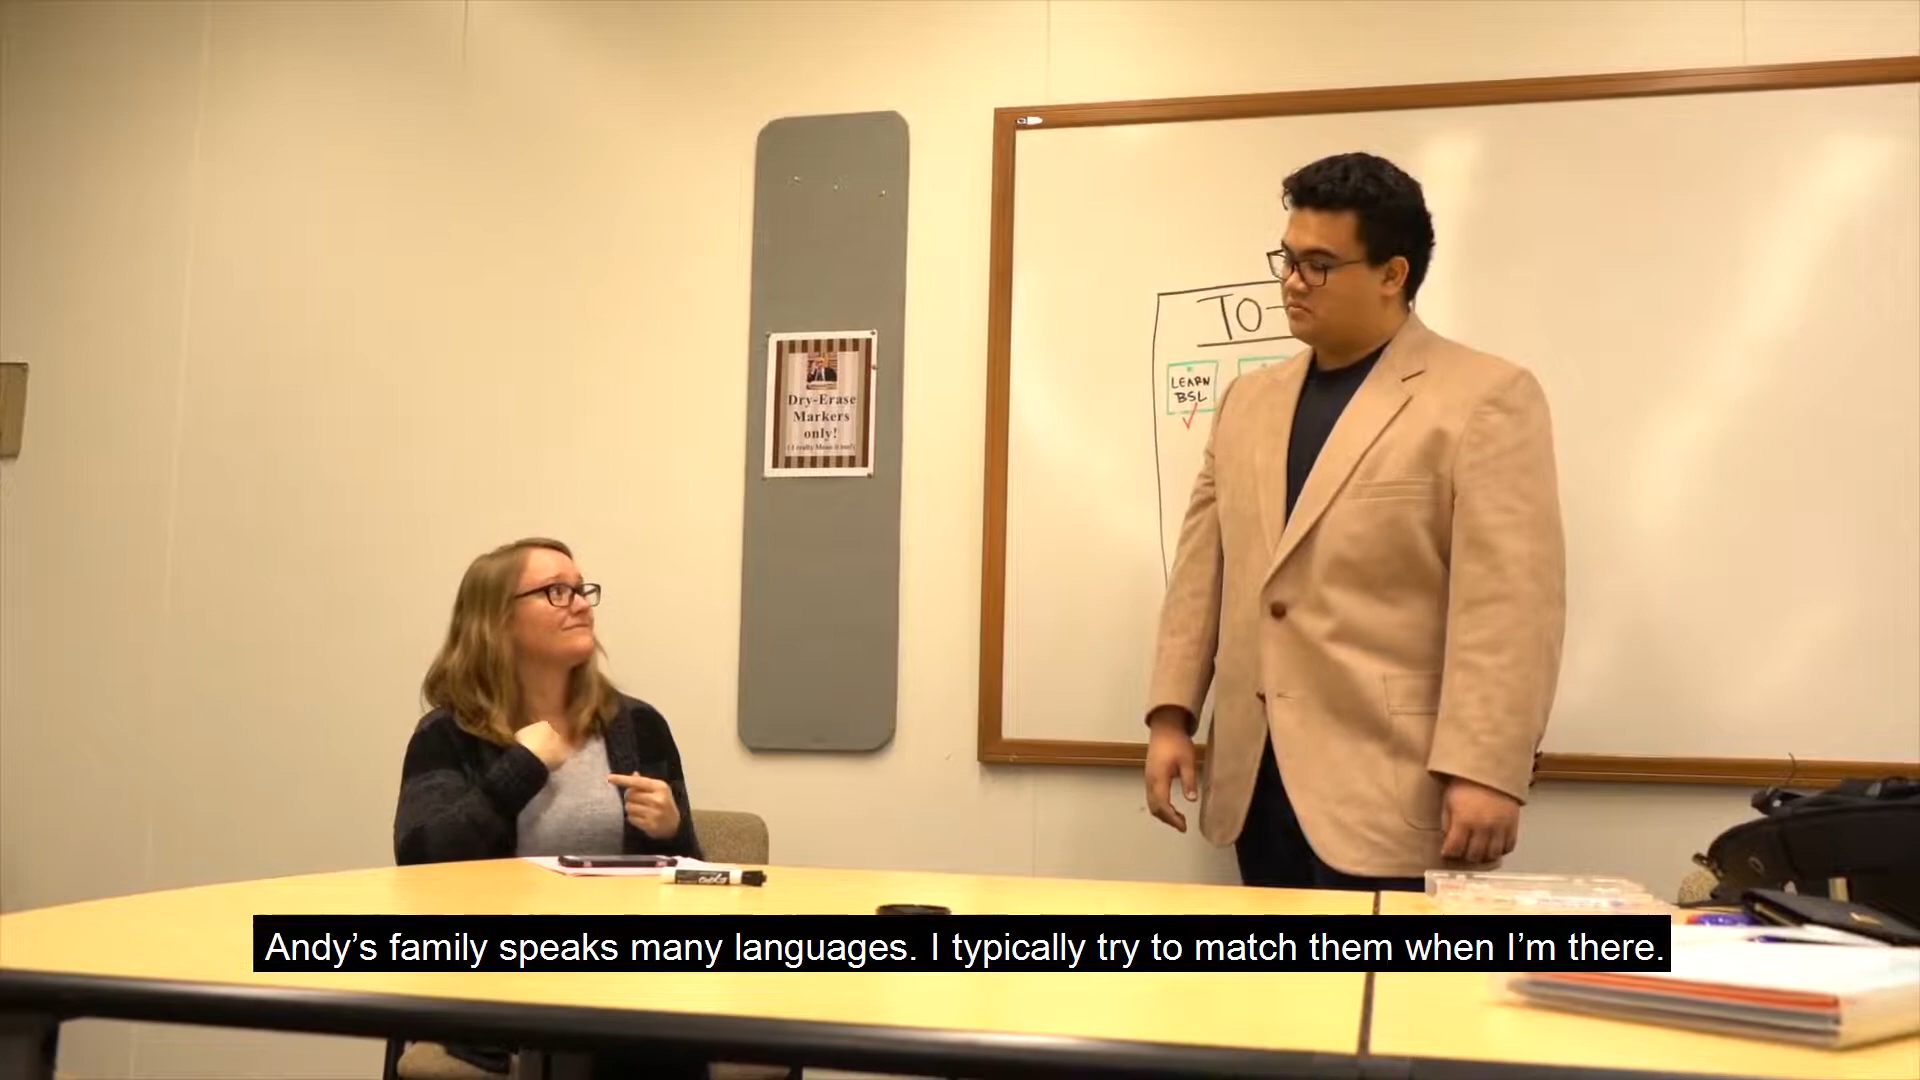 TO-
LEARN
BSL
Dry-Erase
Markers
only!
Andy’s family speaks many languages. I typically try to match them when I’m there.